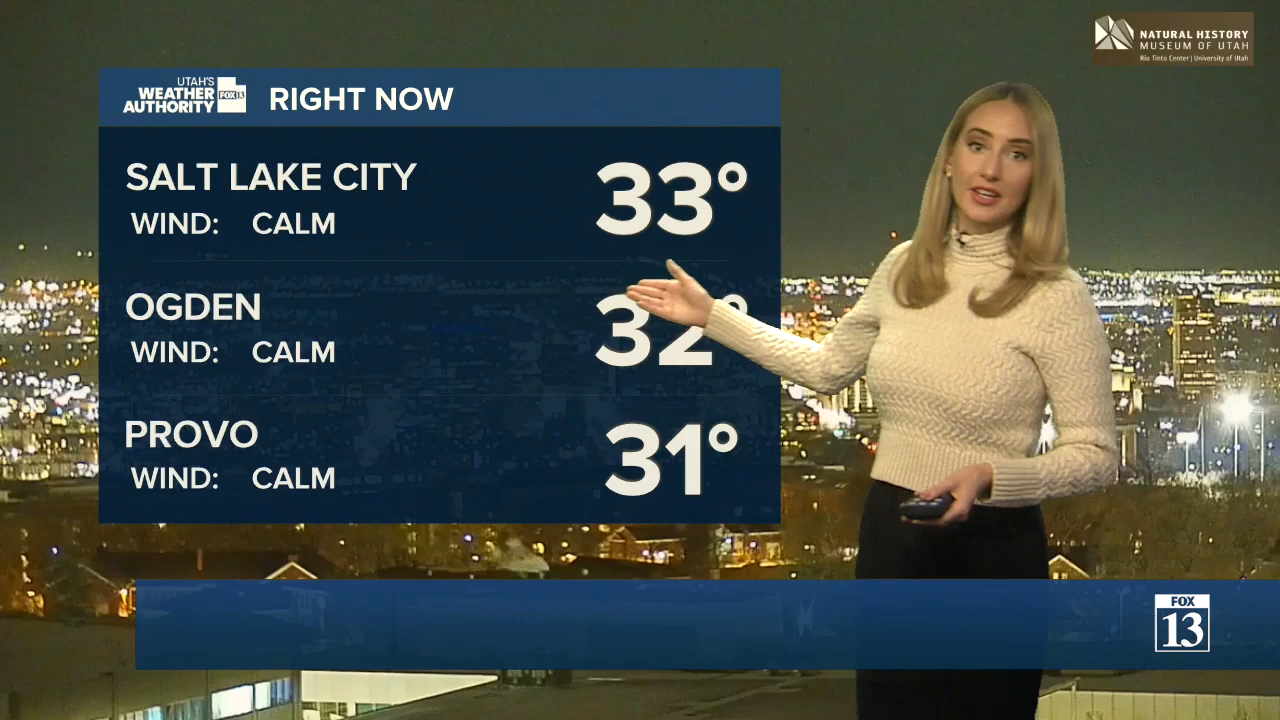 NATURAL HISTORY
MUSEUM OF UTAH
Rio Tinto Center | University of Utah
UTAH'S
WEATHER
AUTHORITY
FOX 13
RIGHT NOW
SALT LAKE CITY
33°
WIND: CALM
OGDEN
32°
WIND: CALM
PROVO
31°
WIND: CALM
FOX
13